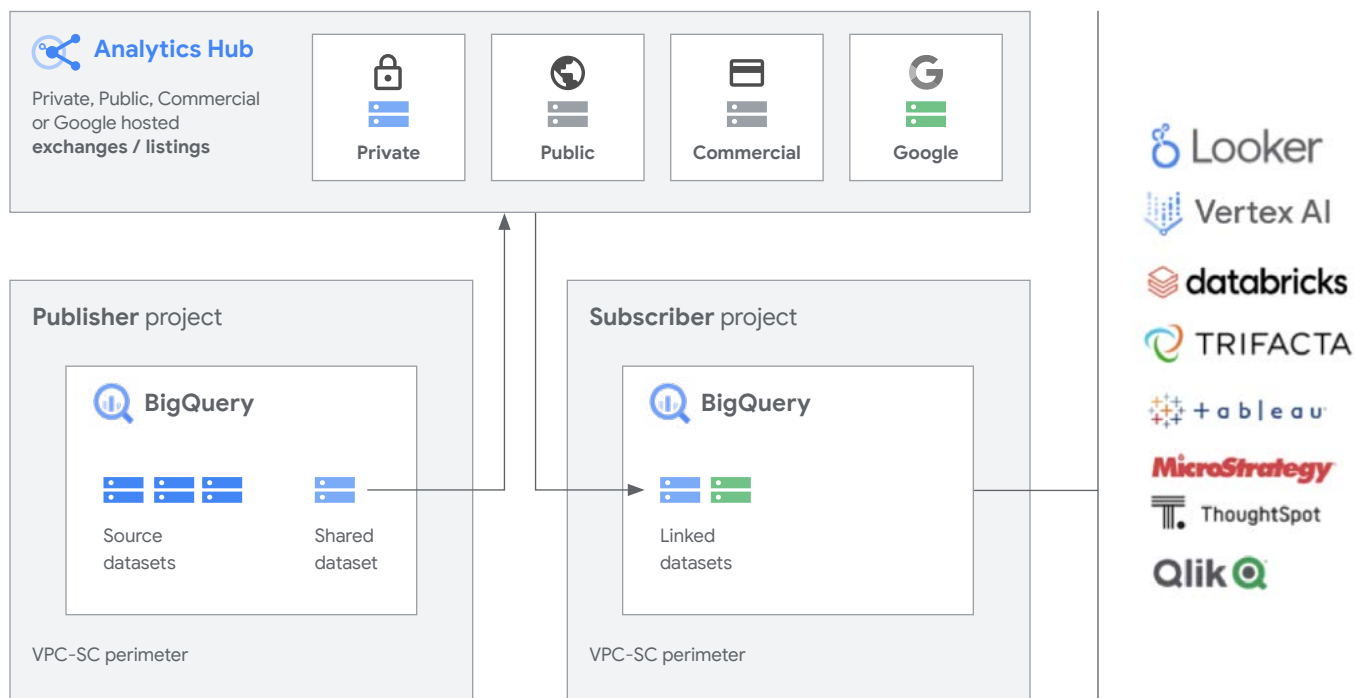 Analytics Hub
Private, Public, Commercial
or Google hosted
exchanges / listings
Private
Public
Commercial
Google
Publisher project
BigQuery
Source
datasets
Shared
dataset
VPC-SC perimeter
Subscriber project
BigQuery
Linked
datasets
VPC-SC perimeter
Looker
Vertex AI
databricks
TRIFACTA
+ a b l e a u
MicroStrategy
ThoughtSpot
Qlik